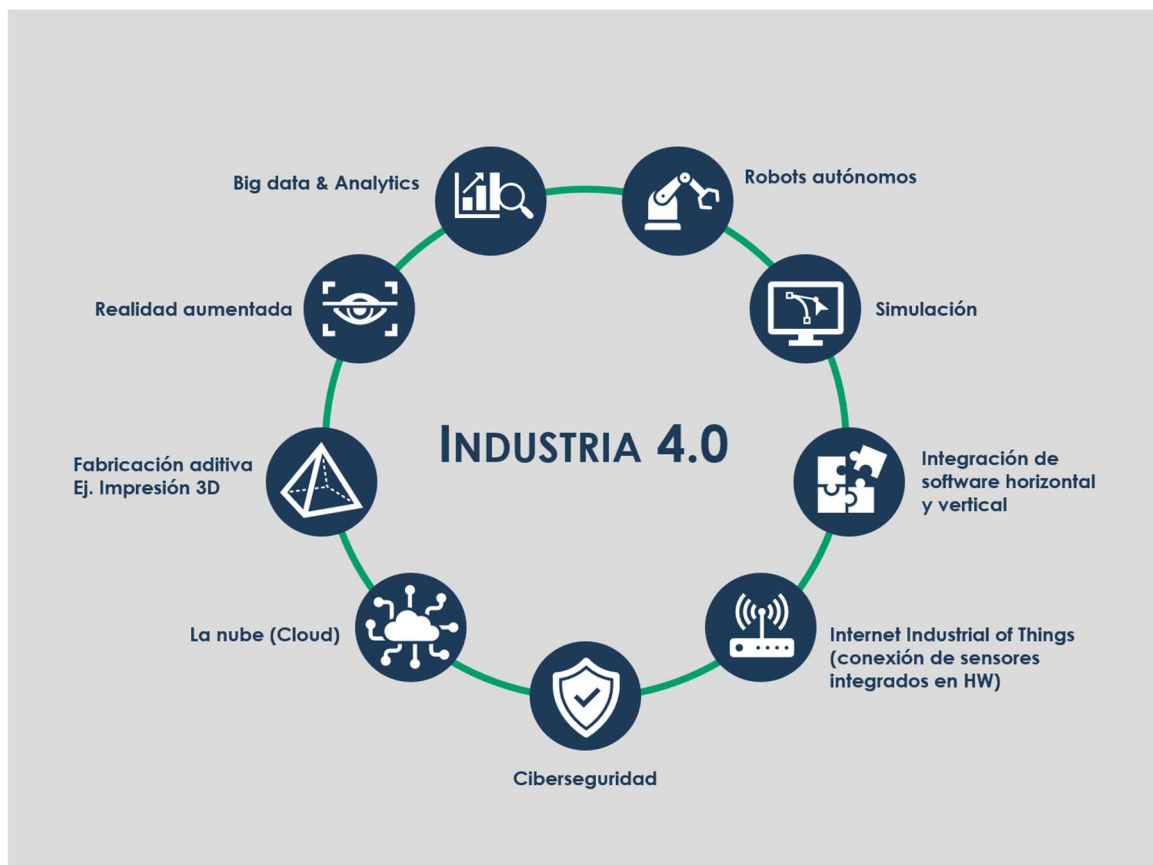 Big data & Analytics
Robots autónomos
Realidad aumentada
Simulación
INDUSTRIA 4.0
Fabricación aditiva
Ej. Impresión 3D
Integración de
software horizontal
y vertical
La nube (Cloud)
Internet Industrial of Things
(conexión de sensores
integrados en HW)
Ciberseguridad